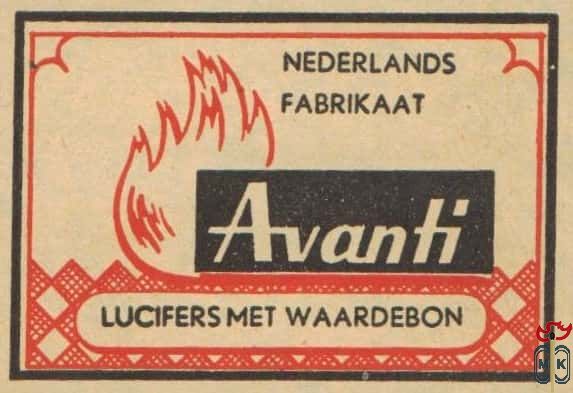 NEDERLANDS
FABRIKAAT
Avanti
LUCIFERS MET WAARDEBON
M K